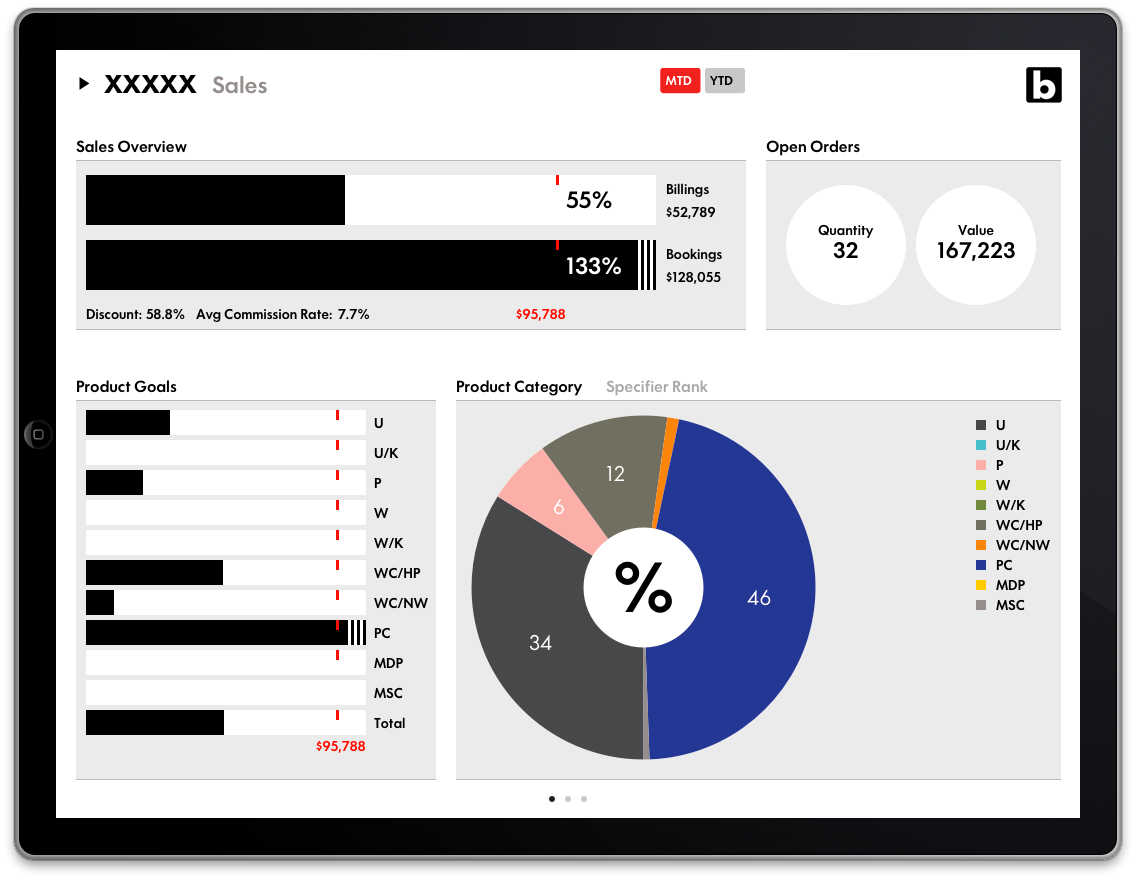 XXXXX Sales
MTD YTD
b
Sales Overview
55%
Billings
$52,789
133%
Bookings
$128,055
Discount: 58.8% Avg Commission Rate: 7.7% $95,788
Open Orders
Quantity
32
Value
167,223
Product Goals
U
U/K
P
W
W/K
WC/HP
WC/NW
PC
MDP
MSC
Total
$95,788
Product Category Specifier Rank
12
6
%
46
34
U
U/K
P
W
W/K
WC/HP
WC/NW
PC
MDP
MSC